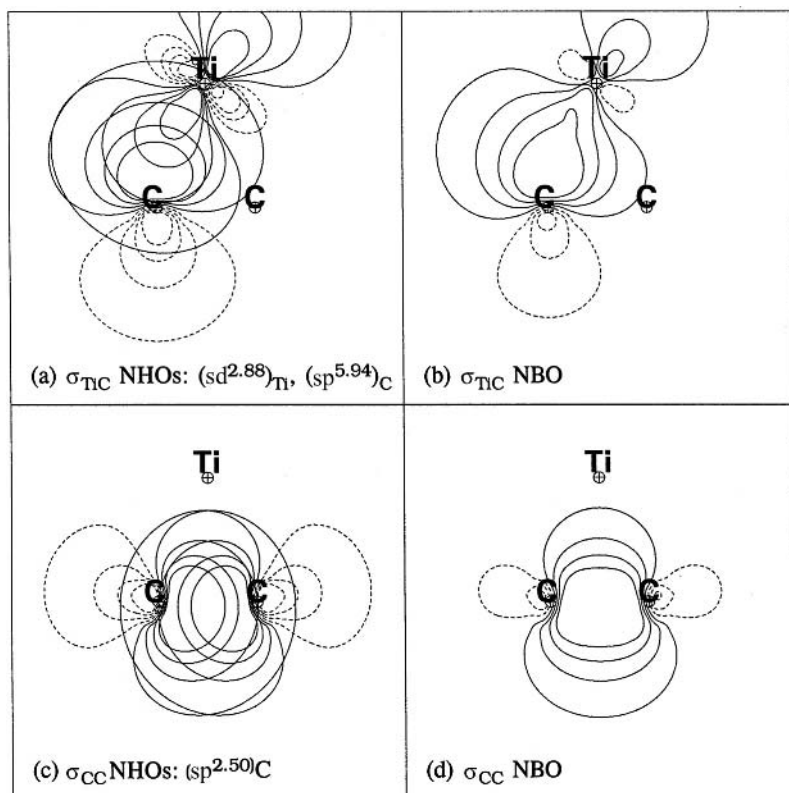 Ti
C C
(a) σTiC NHOs: (sd2.88)Ti, (sp5.94)C
Ti
C C
(b) σTiC NBO
Ti
C C
(c) σCC NHOs: (sp2.50)C
Ti
C C
(d) σCC NBO